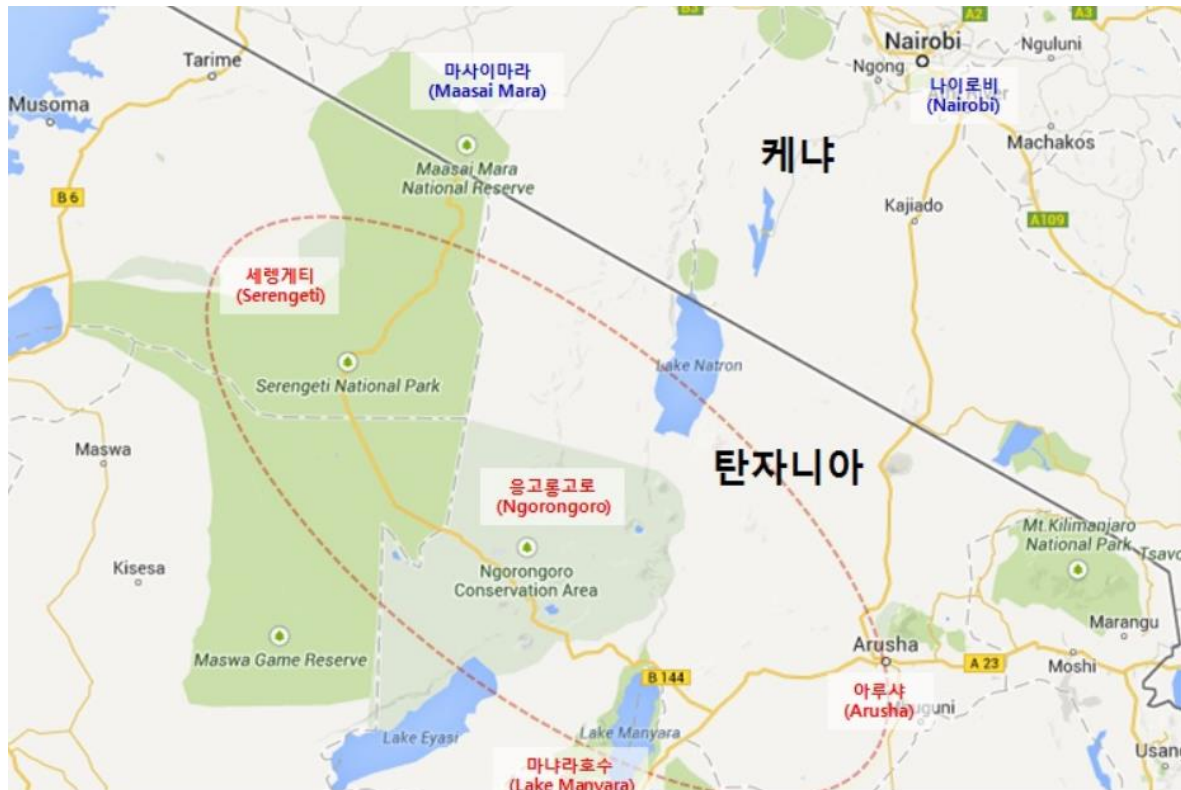 B3
A2
A3
Tarime
Nairobi
Nguluni
마사이마라
(Maasai Mara)
Ngong
나이로비
(Nairobi)
Musoma
Machakos
케냐
Maasai Mara
National Reserve
B 6
Kajiado
A109
세렝게티
(Serengeti)
Lake Natron
Serengeti National Park
Maswa
탄자니아
응고롱고로
(Ngorongoro)
Mt.Kilimanjaro
National Park
Kisesa
Ngorongoro
Conservation Area
Marangu
Maswa Game Reserve
Arusha
A 23
Moshi
B 144
아루샤
(Arusha)
Lake Eyasi
Lake Manyara
마냐라호수
(Lake Manyara)